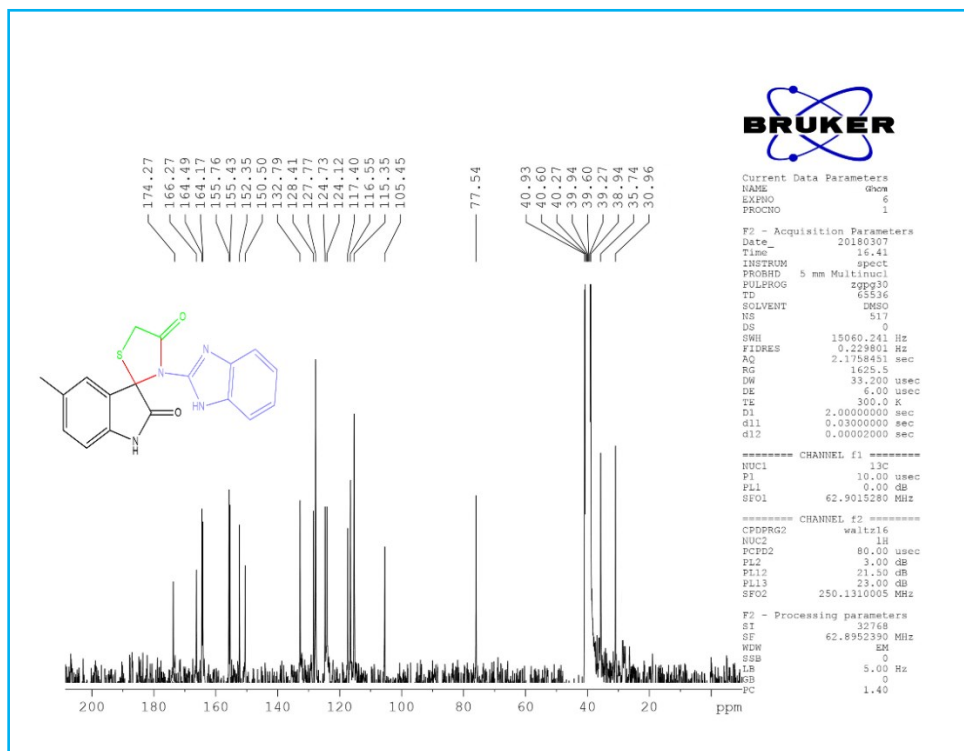 BRUKER
174.27
166.27
164.49
164.17
155.76
155.43
152.35
150.50
132.79
128.41
127.77
124.73
124.12
117.40
116.55
115.35
105.45
77.54
40.93
40.60
40.27
39.94
39.60
39.27
38.94
35.74
30.96
O
S
N
N
HN
O
N
H
200 180 160 140 120 100 80 60 40 20 ppm
Current Data Parameters
NAME Ghom
EXPNO 6
PROCNO 1
F2 - Acquisition Parameters
Date_ 20180307
Time 16.41
INSTRUM spect
PROBHD 5 mm Multinucl
PULPROG zgpg30
TD 65536
SOLVENT DMSO
NS 517
DS 0
SWH 15060.241 Hz
FIDRES 0.229801 Hz
AQ 2.1758451 sec
RG 1625.5
DW 33.200 usec
DE 6.00 usec
TE 300.0 K
D1 2.00000000 sec
d11 0.03000000 sec
d12 0.00002000 sec
======== CHANNEL f1 ========
NUC1 13C
P1 10.00 usec
PL1 0.00 dB
SFO1 62.9015280 MHz
======== CHANNEL f2 ========
CPDPRG2 waltz16
NUC2 1H
PCPD2 80.00 usec
PL2 3.00 dB
PL12 21.50 dB
PL13 23.00 dB
SFO2 250.1310005 MHz
F2 - Processing parameters
SI 32768
SF 62.8952390 MHz
WDW EM
SSB 0
LB 5.00 Hz
GB 0
PC 1.40